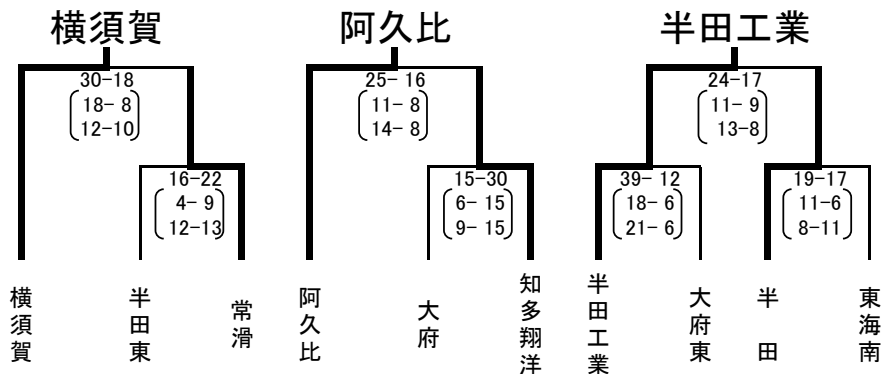 横須賀
阿久比
半田工業
30-18
18- 8
12-10
25- 16
11- 8
14- 8
24-17
11- 9
13-8
16-22
4- 9
12-13
15-30
6- 15
9- 15
39- 12
18- 6
21- 6
19-17
11-6
8-11
横須賀
半田東
常滑
阿久比
大府
知多翔洋
半田工業
大府東
半田
東海南